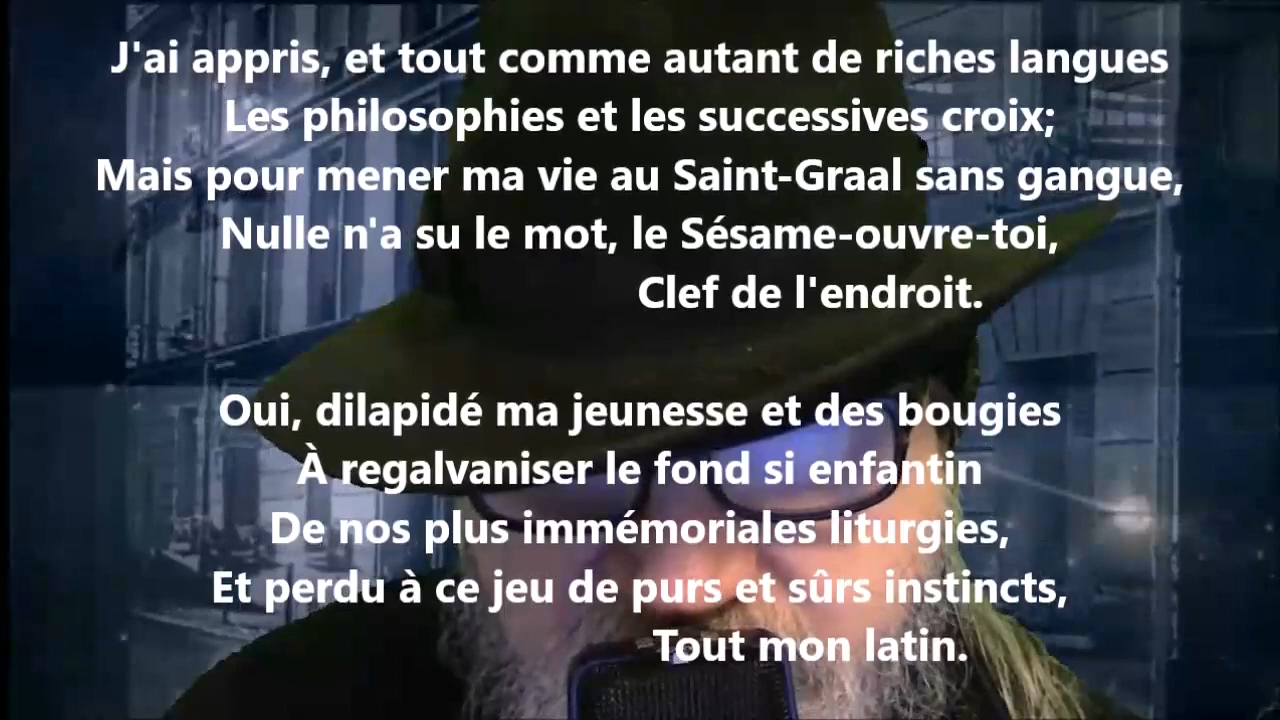 J'ai appris, et tout comme autant de riches langues
Les philosophies et les successives croix;
Mais pour mener ma vie au Saint-Graal sans gangue,
Nulle n'a su le mot, le Sésame-ouvre-toi,
Clef de l'endroit.
Oui, dilapidé ma jeunesse et des bougies
À regalvaniser le fond si enfantin
De nos plus immémoriales liturgies,
Et perdu à ce jeu de purs et sûrs instincts,
Tout mon latin.